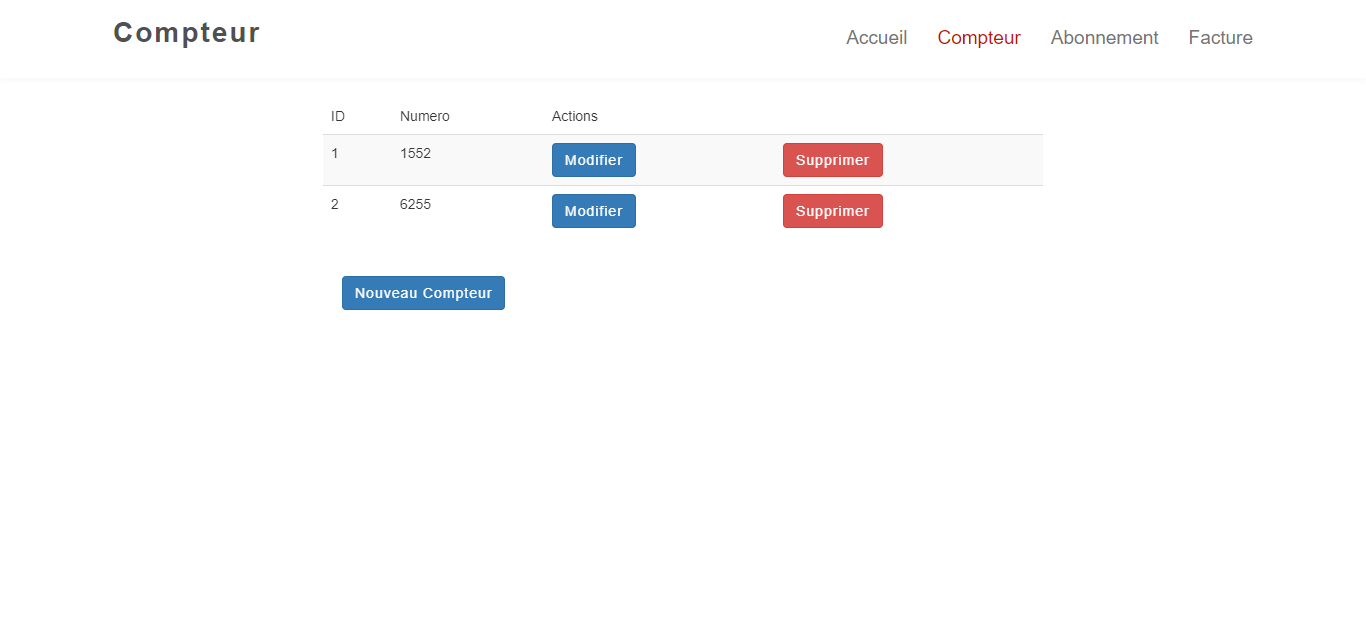 Compteur
Accueil Compteur Abonnement Facture
ID Numero Actions
1 1552 Modifier Supprimer
2 6255 Modifier Supprimer
Nouveau Compteur